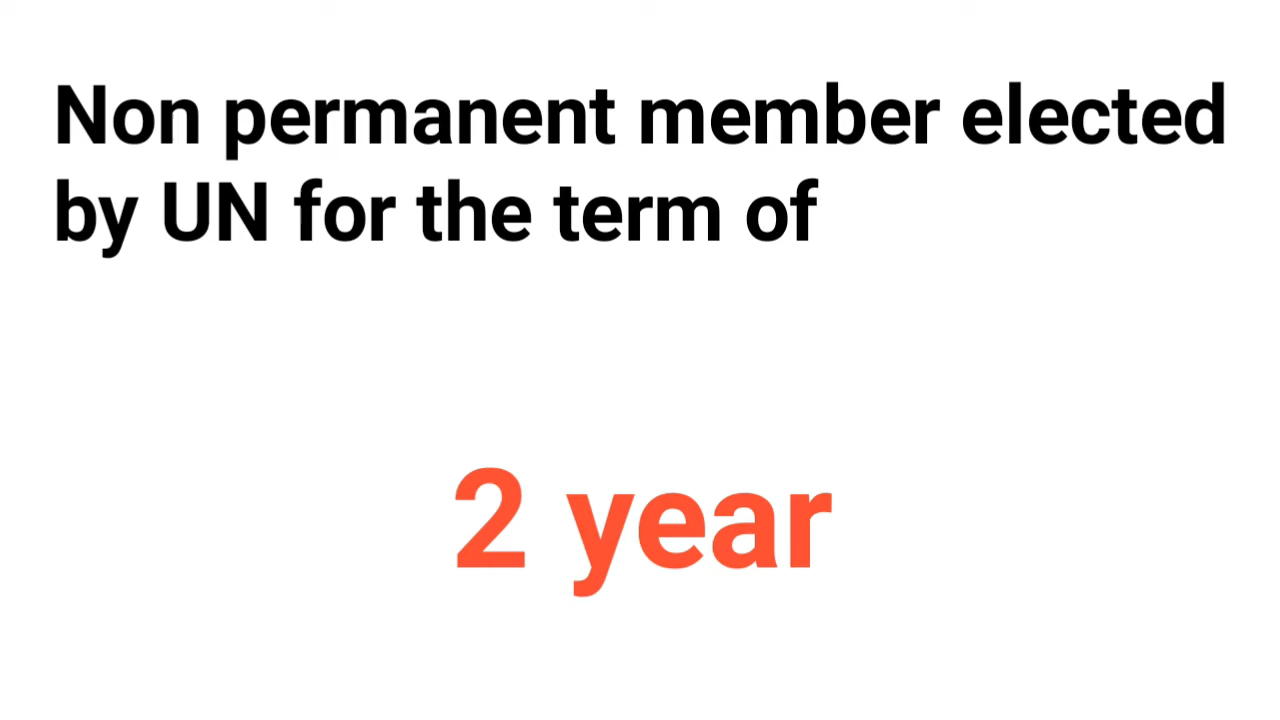 Non permanent member elected
by UN for the term of
2 year